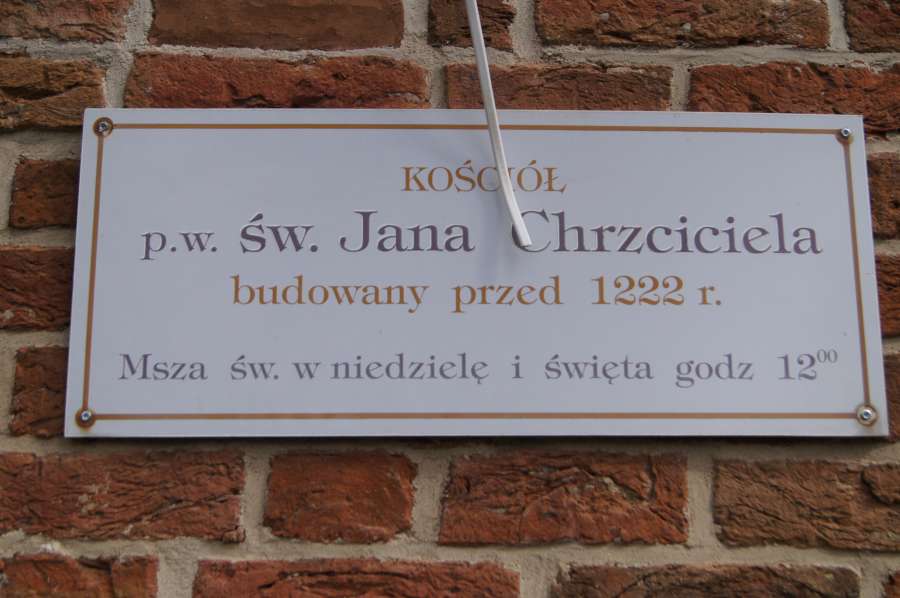 KOŚCIÓŁ
p.w. św. Jana Chrzciciela
budowany przed 1222 r.
Msza św. w niedzielę i święta godz 12⁰⁰